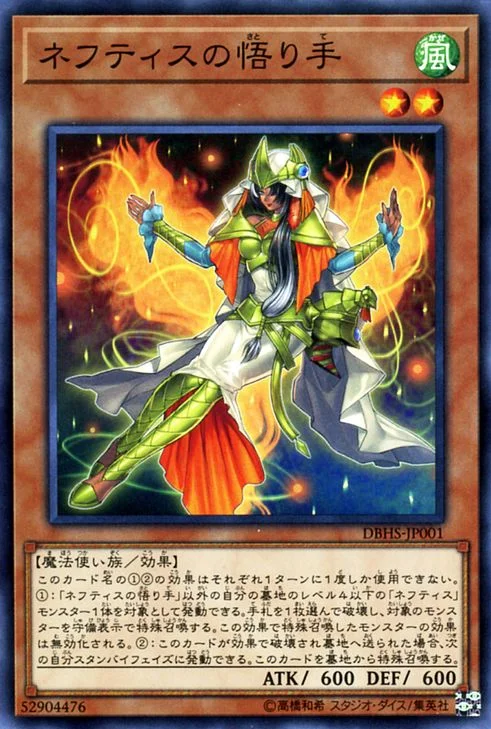 ネフティスの悟り手
風
DBHS-JP001
【魔法使い族/効果】
このカード名の①②の効果はそれぞれ1ターンに1度しか使用できない。
①:「ネフティスの悟り手」以外の自分の墓地のレベル4以下の「ネフティス」
モンスター1体を対象として発動できる。手札を1枚選んで破壊し、対象のモン
スターを守備表示で特殊召喚する。この効果で特殊召喚したモンスターの効果
は無効化される。②:このカードが効果で破壊され墓地へ送られた場合、次
の自分スタンバイフェイズに発動できる。このカードを墓地から特殊召喚する。
ATK/ 600 DEF/ 600
52904476
©高橋和希 スタジオ・ダイス/集英社